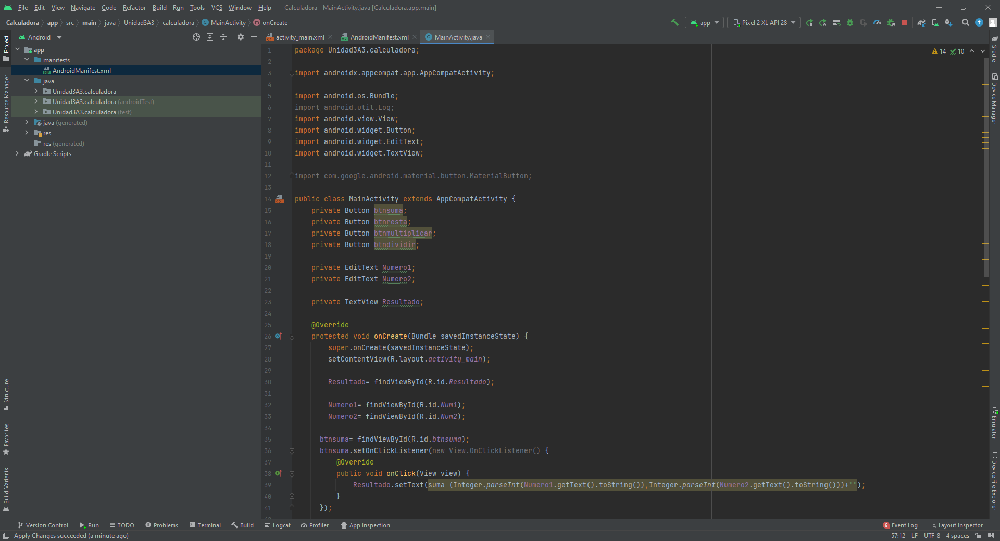 File Edit View Navigate Code Refactor Build Run Tools VCS Window Help Calculadora - MainActivity.java [Calculadora.app.main]
Calculadora app src main java Unidad3A3 calculadora MainActivity onCreate app Pixel 2 XL API 28
Android activity_main.xml AndroidManifest.xml MainActivity.java
Project
Resource Manager
Structure
Favorites
Build Variants
app
manifests
AndroidManifest.xml
java
Unidad3A3.calculadora
Unidad3A3.calculadora (androidTest)
Unidad3A3.calculadora (test)
java (generated)
res
res (generated)
Gradle Scripts
14 10
1 package Unidad3A3.calculadora;
2
3 import androidx.appcompat.app.AppCompatActivity;
4
5 import android.os.Bundle;
6 import android.util.Log;
7 import android.view.View;
8 import android.widget.Button;
9 import android.widget.EditText;
10 import android.widget.TextView;
11
12 import com.google.android.material.button.MaterialButton;
13
14 public class MainActivity extends AppCompatActivity {
15 private Button btnsuma;
16 private Button btnresta;
17 private Button btnmultiplicar;
18 private Button btndividir;
19
20 private EditText Numero1;
21 private EditText Numero2;
22
23 private TextView Resultado;
24
25 @Override
26 protected void onCreate(Bundle savedInstanceState) {
27 super.onCreate(savedInstanceState);
28 setContentView(R.layout.activity_main);
29
30 Resultado= findViewById(R.id.Resultado);
31
32 Numero1= findViewById(R.id.Num1);
33 Numero2= findViewById(R.id.Num2);
34
35 btnsuma= findViewById(R.id.btnsuma);
36 btnsuma.setOnClickListener(new View.OnClickListener() {
37 @Override
38 public void onClick(View view) {
39 Resultado.setText(suma (Integer.parseInt(Numero1.getText().toString()),Integer.parseInt(Numero2.getText().toString()))+"");
40 }
41 });
Gradle
Device Manager
Emulator
Device File Explorer
Version Control Run TODO Problems Terminal Build Logcat Profiler App Inspection 6 Event Log Layout Inspector
Apply Changes succeeded (a minute ago) 57:12 LF UTF-8 4 spaces